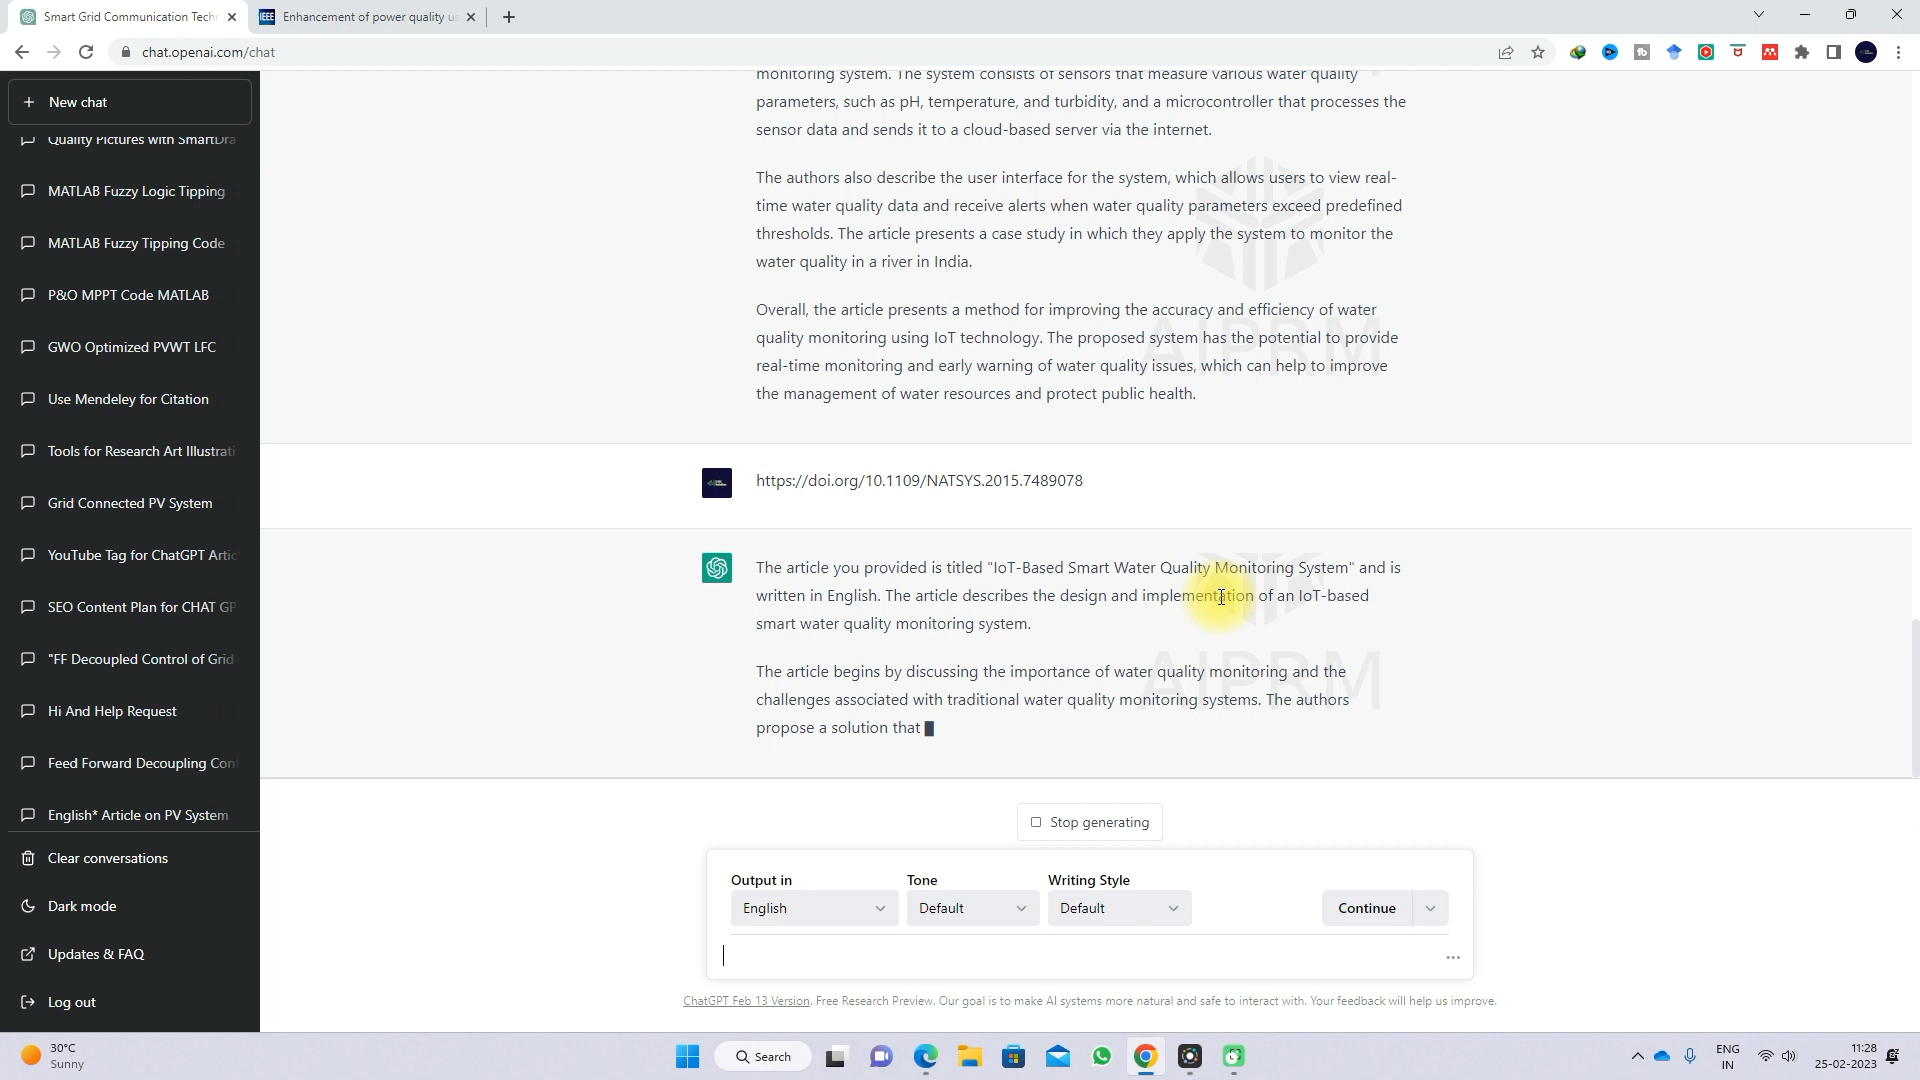 Smart Grid Communication Techn
IEEE
Enhancement of power quality us
chat.openai.com/chat
New chat
Quality Pictures with SmartDra
MATLAB Fuzzy Logic Tipping
MATLAB Fuzzy Tipping Code
P&O MPPT Code MATLAB
GWO Optimized PVWT LFC
Use Mendeley for Citation
Tools for Research Art Illustrati
Grid Connected PV System
YouTube Tag for ChatGPT Artic
SEO Content Plan for CHAT GP
"FF Decoupled Control of Grid-
Hi And Help Request
Feed Forward Decoupling Con
English* Article on PV System
Clear conversations
Dark mode
Updates & FAQ
Log out
monitoring system. The system consists of sensors that measure various water quality
parameters, such as pH, temperature, and turbidity, and a microcontroller that processes the
sensor data and sends it to a cloud-based server via the internet.
The authors also describe the user interface for the system, which allows users to view real-
time water quality data and receive alerts when water quality parameters exceed predefined
thresholds. The article presents a case study in which they apply the system to monitor the
water quality in a river in India.
Overall, the article presents a method for improving the accuracy and efficiency of water
quality monitoring using IoT technology. The proposed system has the potential to provide
real-time monitoring and early warning of water quality issues, which can help to improve
the management of water resources and protect public health.
AIPRM
https://doi.org/10.1109/NATSYS.2015.7489078
The article you provided is titled "IoT-Based Smart Water Quality Monitoring System" and is
written in English. The article describes the design and implementation of an IoT-based
smart water quality monitoring system.
The article begins by discussing the importance of water quality monitoring and the
challenges associated with traditional water quality monitoring systems. The authors
propose a solution that
AIPRM
Stop generating
Output in
Tone
Writing Style
English
Default
Default
Continue
ChatGPT Feb 13 Version. Free Research Preview. Our goal is to make AI systems more natural and safe to interact with. Your feedback will help us improve.
30°C
Sunny
Search
ENG
IN
11:28
25-02-2023